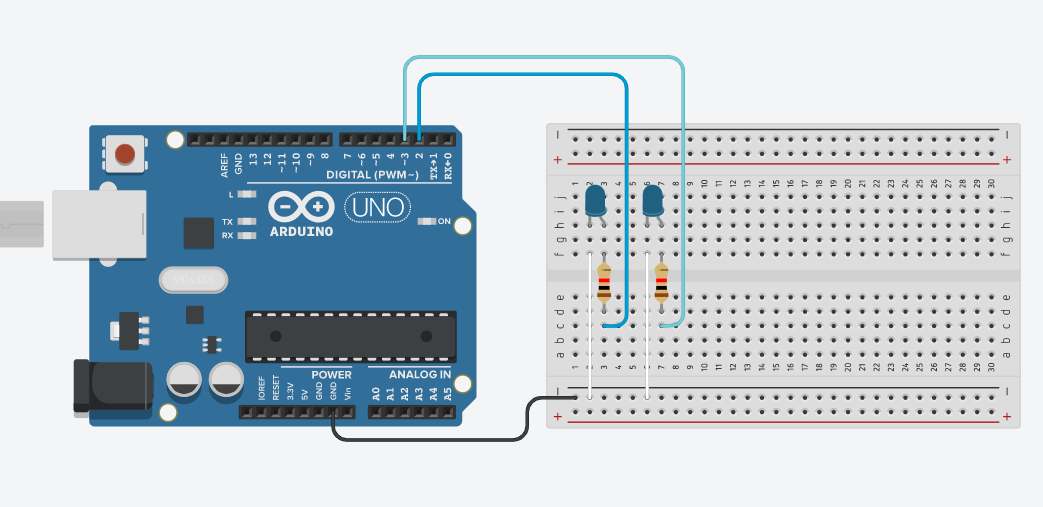 AREF
GND
13
12
~11
~10
~9
8
7
~6
~5
4
~3
2
TX→1
RX←0
DIGITAL (PWM~)
L
TX
RX
UNO
ON
ARDUINO
POWER
ANALOG IN
IOREF
RESET
3.3V
5V
GND
GND
Vin
A0
A1
A2
A3
A4
A5
− −
+ +
1 2 3 4 5 6 7 8 9 10 11 12 13 14 15 16 17 18 19 20 21 22 23 24 25 26 27 28 29 30
j j
i i
h h
g g
f f
e e
d d
c c
b b
a a
1 2 3 4 5 6 7 8 9 10 11 12 13 14 15 16 17 18 19 20 21 22 23 24 25 26 27 28 29 30
− −
+ +